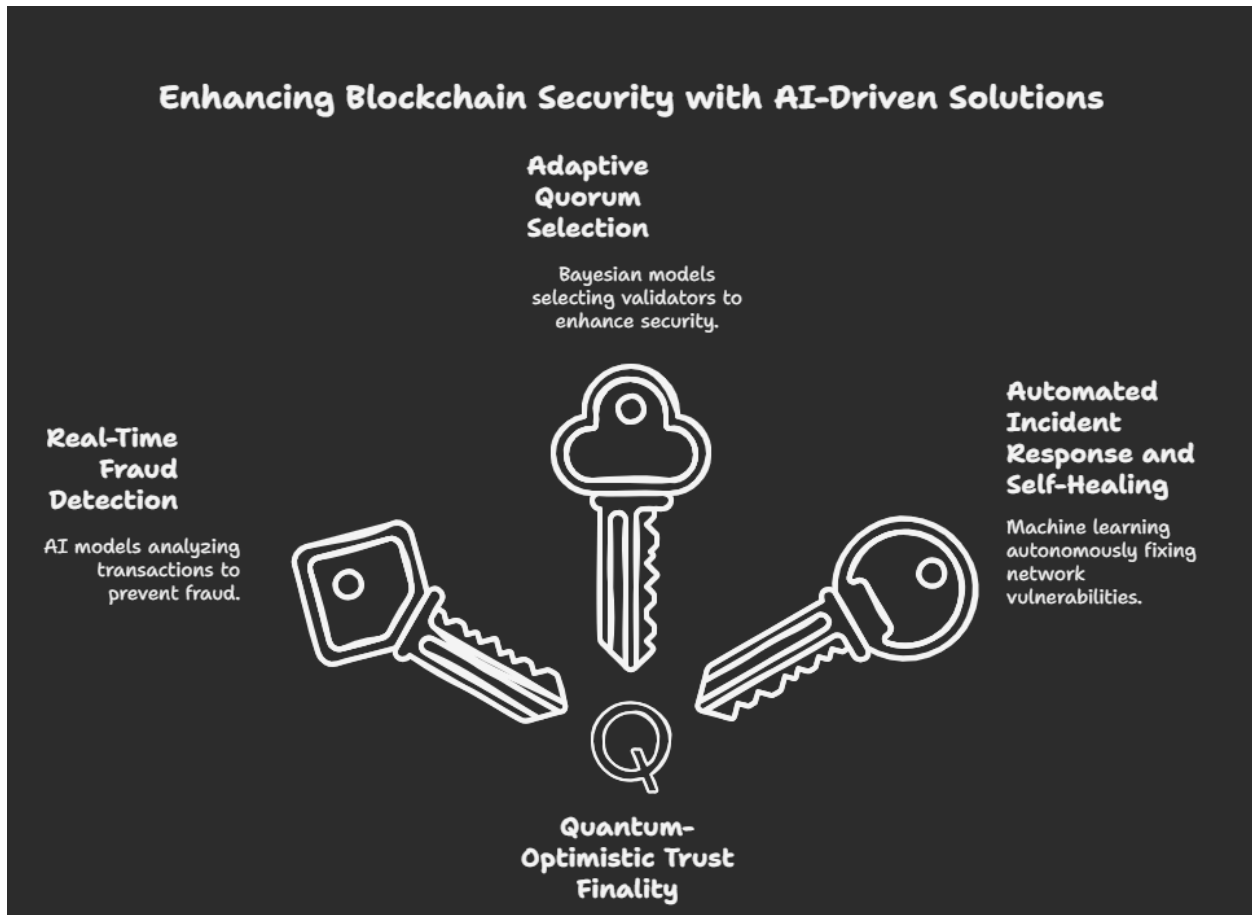 Enhancing Blockchain Security with AI-Driven Solutions
Adaptive
Quorum
Selection
Bayesian models
selecting validators to
enhance security.
Real-Time
Fraud
Detection
AI models analyzing
transactions to
prevent fraud.
Automated
Incident
Response and
Self-Healing
Machine learning
autonomously fixing
network
vulnerabilities.
Q
Quantum-
Optimistic Trust
Finality